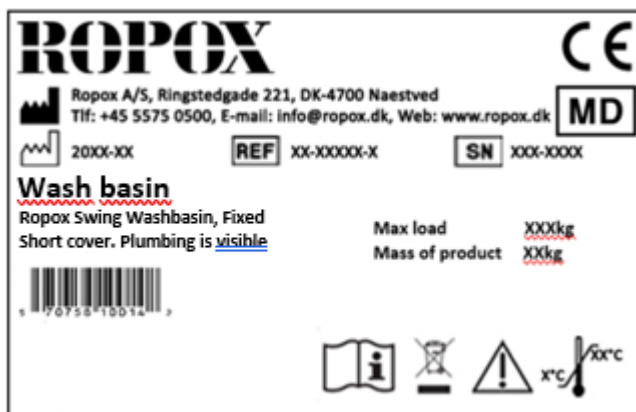 ROPOX
CE
Ropox A/S, Ringstedgade 221, DK-4700 Naestved
Tlf: +45 5575 0500, E-mail: info@ropox.dk, Web: www.ropox.dk
MD
20XX-XX REF XX-XXXXX-X SN XXX-XXXX
Wash basin
Ropox Swing Washbasin, Fixed
Short cover. Plumbing is visible
Max load XXXkg
Mass of product XXkg
70758 10014
i
X°C XX°C